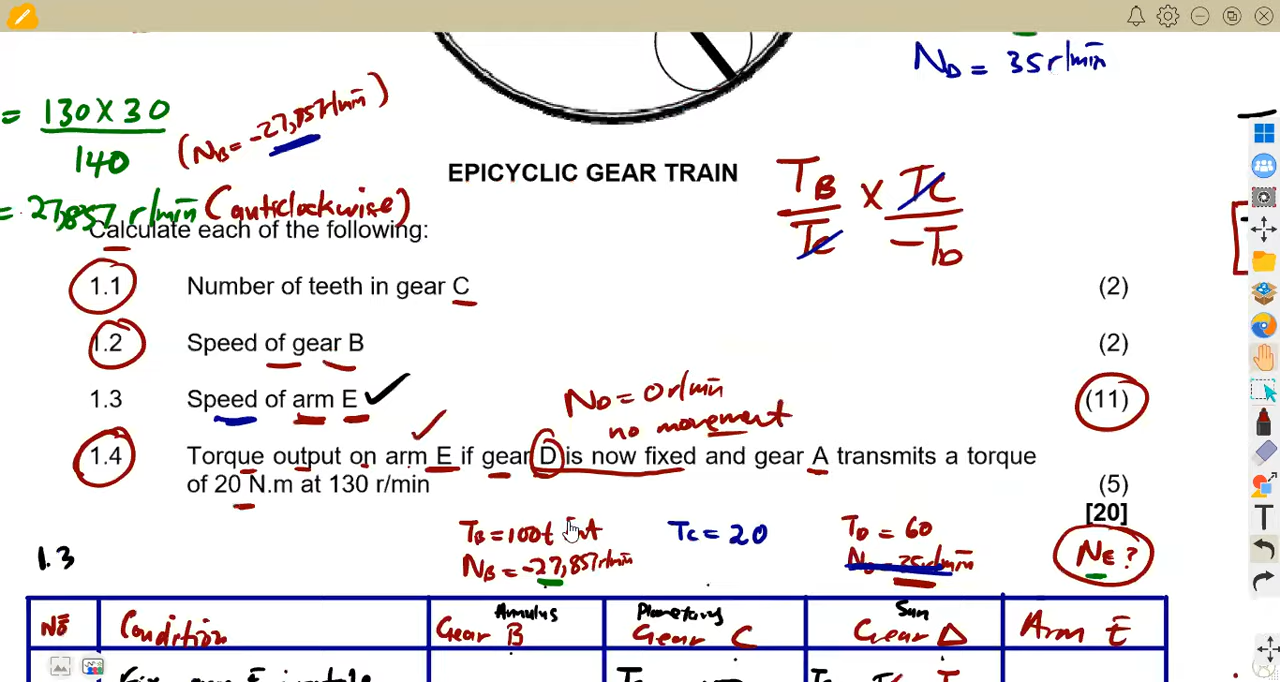 N_D = 35 r/min
= 130 X 30
140
(N_B = -27,857 r/min)
= 27,857 r/min (anticlockwise)
EPICYCLIC GEAR TRAIN
T_B/T_C X T_C/-T_D
Calculate each of the following:
1.1 Number of teeth in gear C (2)
1.2 Speed of gear B (2)
1.3 Speed of arm E (11)
N_D = 0 r/min
no movement
1.4 Torque output on arm E if gear D is now fixed and gear A transmits a torque
of 20 N.m at 130 r/min (5)
[20]
T_B = 100t T_C = 20 T_D = 60
N_B = -27,857 r/min N_D = 35 r/min N_E ?
1.3
Annulus Planetary Sun
No Condition Gear B Gear C Gear D Arm E
Fix arm E